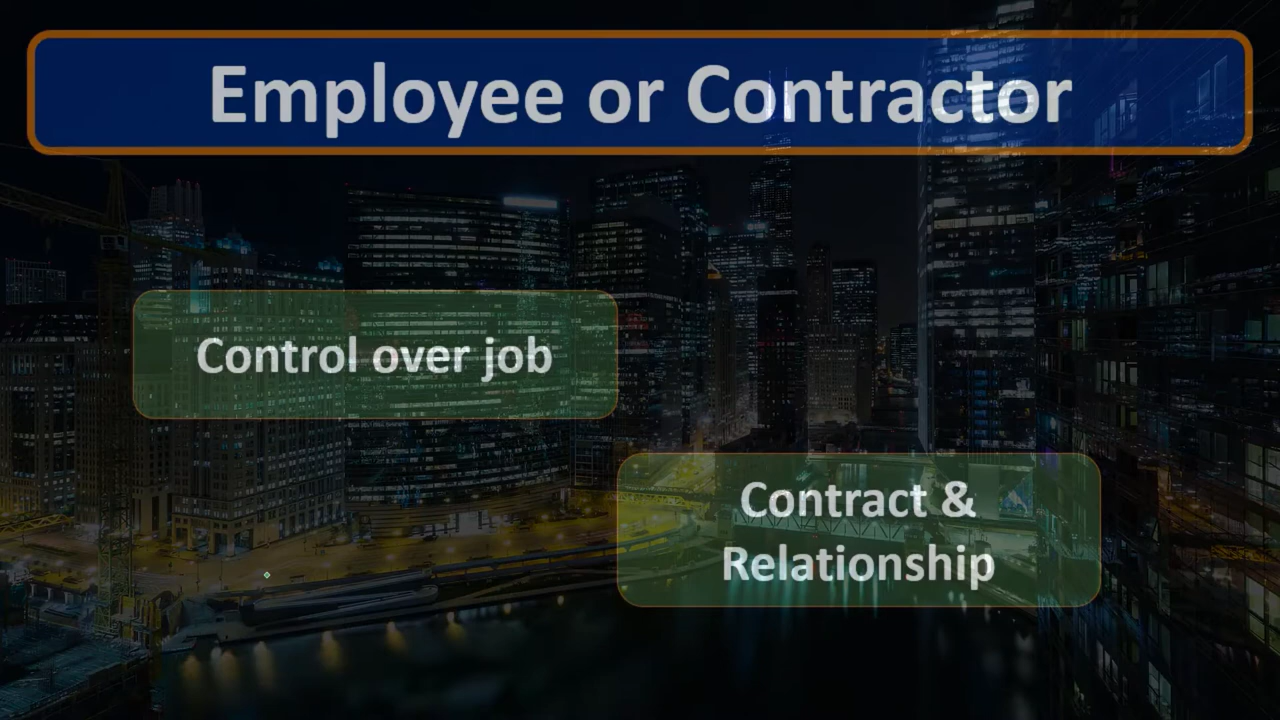 Employee or Contractor
Control over job
Contract &
Relationship